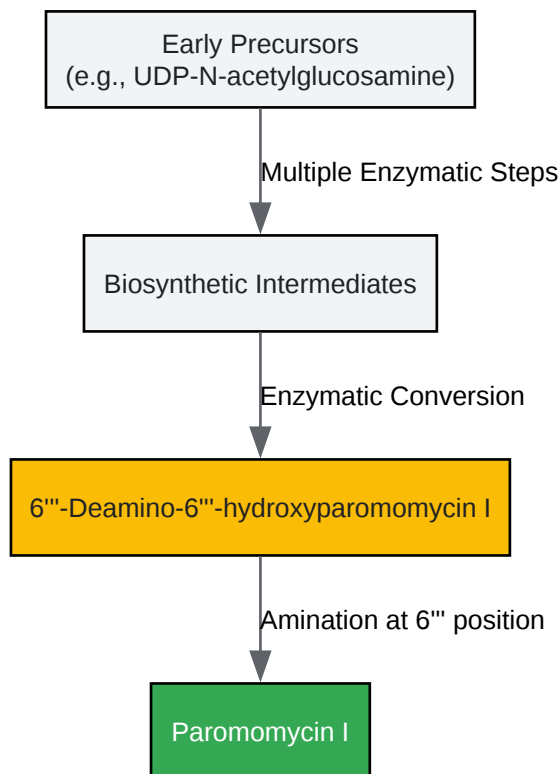 Early Precursors
(e.g., UDP-N-acetylglucosamine)
Multiple Enzymatic Steps
Biosynthetic Intermediates
Enzymatic Conversion
6'''-Deamino-6'''-hydroxyparomomycin I
Amination at 6''' position
Paromomycin I